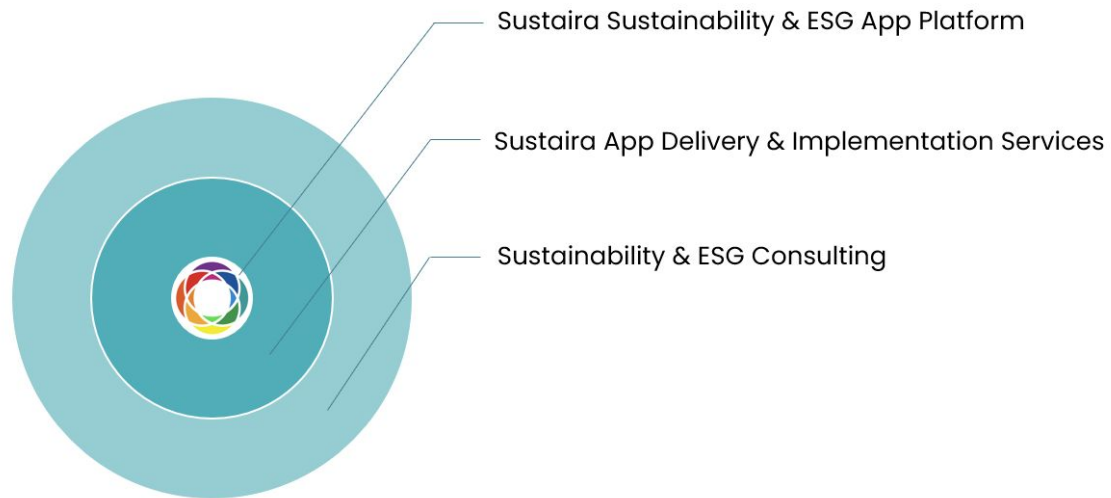 Sustaira Sustainability & ESG App Platform
Sustaira App Delivery & Implementation Services
Sustainability & ESG Consulting